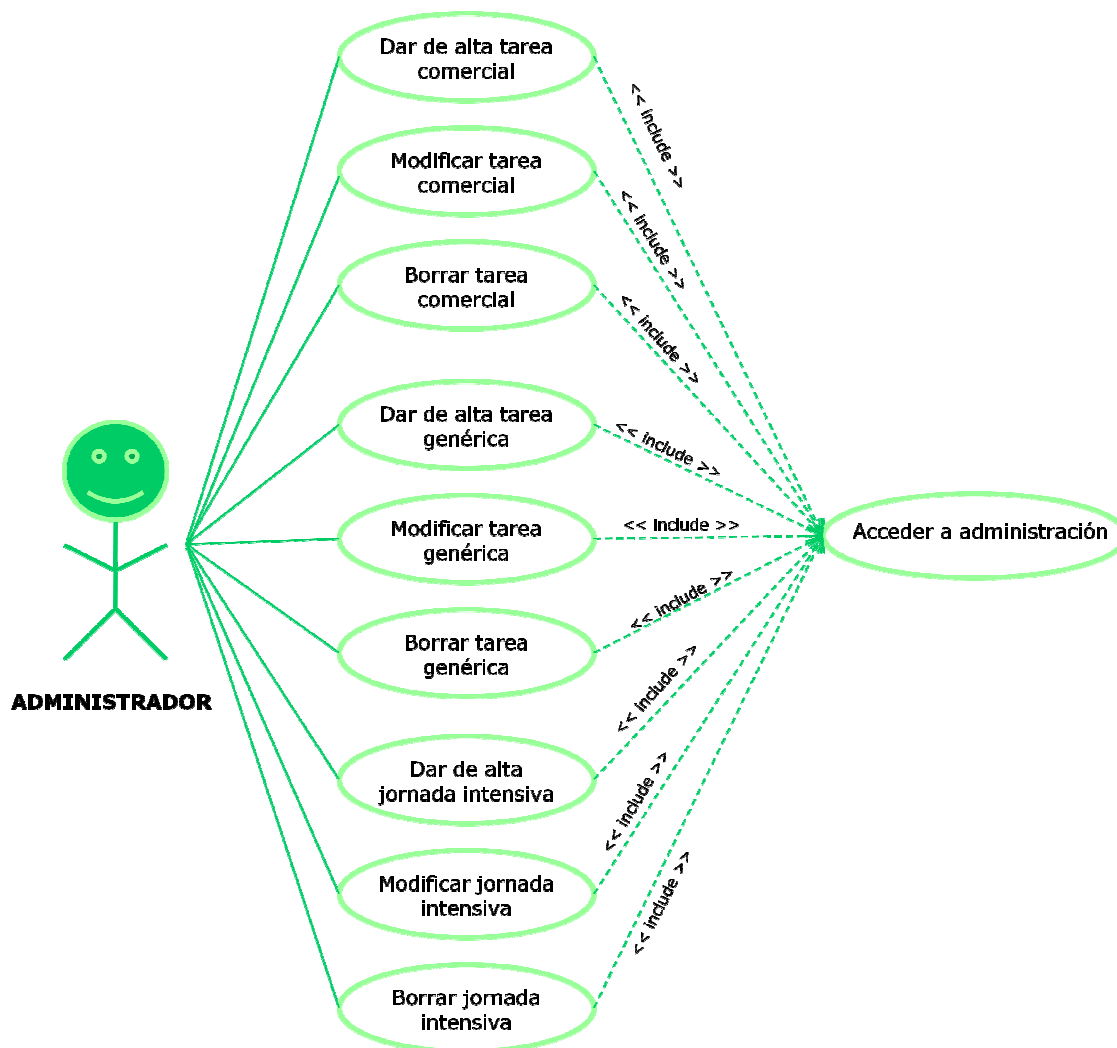 Dar de alta tarea
comercial
<< include >>
Modificar tarea
comercial
<< include >>
Borrar tarea
comercial
<< include >>
Dar de alta tarea
genérica
<< include >>
Modificar tarea
genérica
<< include >>
Acceder a administración
Borrar tarea
genérica
<< include >>
ADMINISTRADOR
Dar de alta
jornada intensiva
<< include >>
Modificar jornada
intensiva
<< include >>
Borrar jornada
intensiva
<< include >>